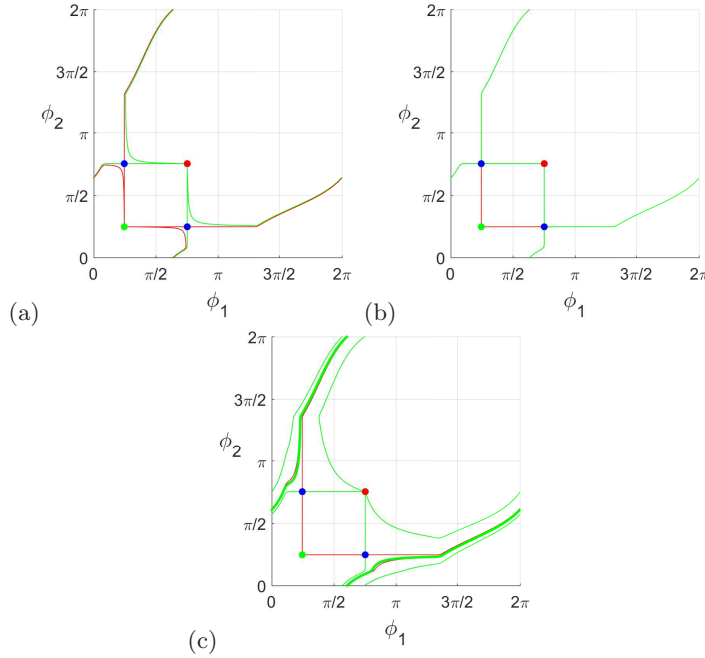 2π 2π
3π/2 3π/2
ϕ2 ϕ2
π π
π/2 π/2
0 0
0 π/2 π 3π/2 2π 0 π/2 π 3π/2 2π
(a) ϕ1 (b) ϕ1
2π
3π/2
ϕ2
π
π/2
0
0 π/2 π 3π/2 2π
(c) ϕ1